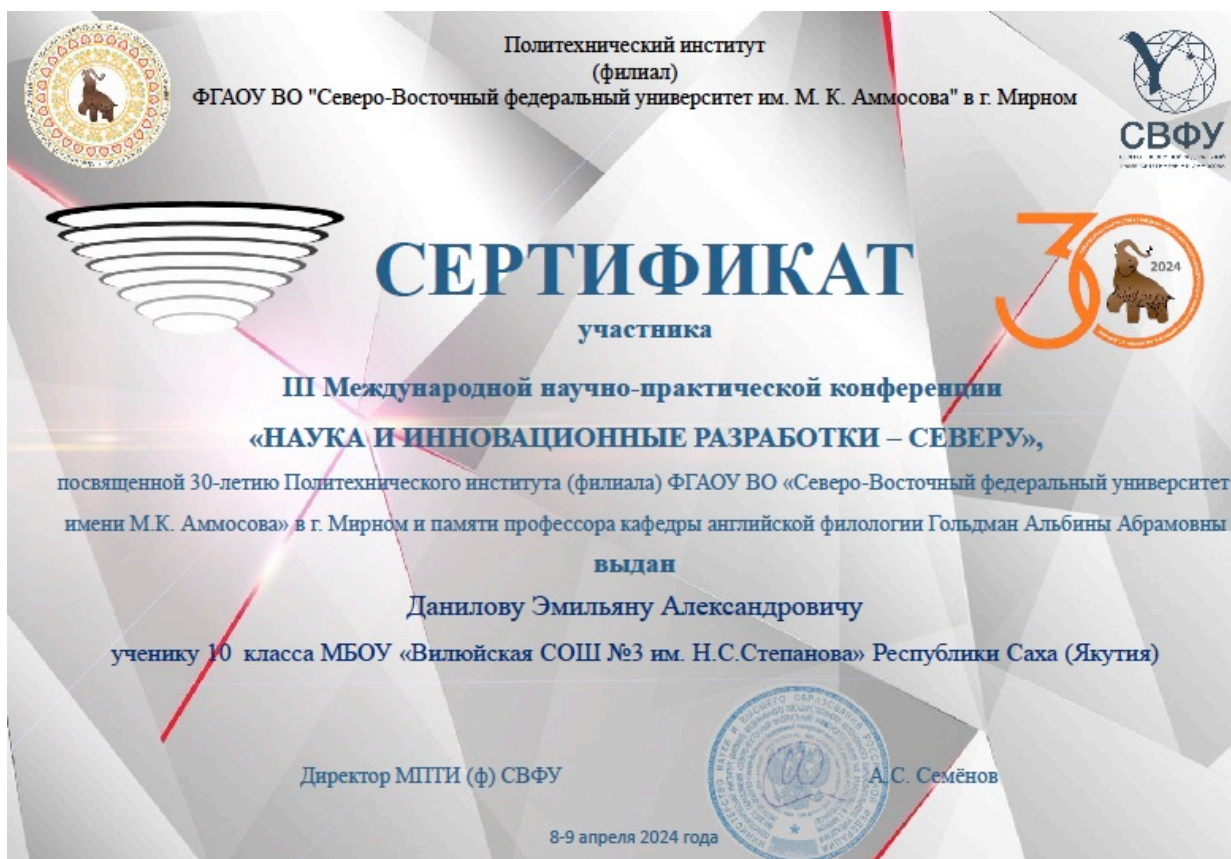 Политехнический институт
(филиал)
ФГАОУ ВО "Северо-Восточный федеральный университет им. М. К. Аммосова" в г. Мирном
СВФУ
2024
30
СЕРТИФИКАТ
участника
III Международной научно-практической конференции
«НАУКА И ИННОВАЦИОННЫЕ РАЗРАБОТКИ – СЕВЕРУ»,
посвященной 30-летию Политехнического института (филиала) ФГАОУ ВО «Северо-Восточный федеральный университет
имени М.К. Аммосова» в г. Мирном и памяти профессора кафедры английской филологии Гольдман Альбины Абрамовны
выдан
Данилову Эмильяну Александровичу
ученику 10 класса МБОУ «Вилюйская СОШ №3 им. Н.С.Степанова» Республики Саха (Якутия)
Директор МПТИ (ф) СВФУ
А.С. Семёнов
8-9 апреля 2024 года